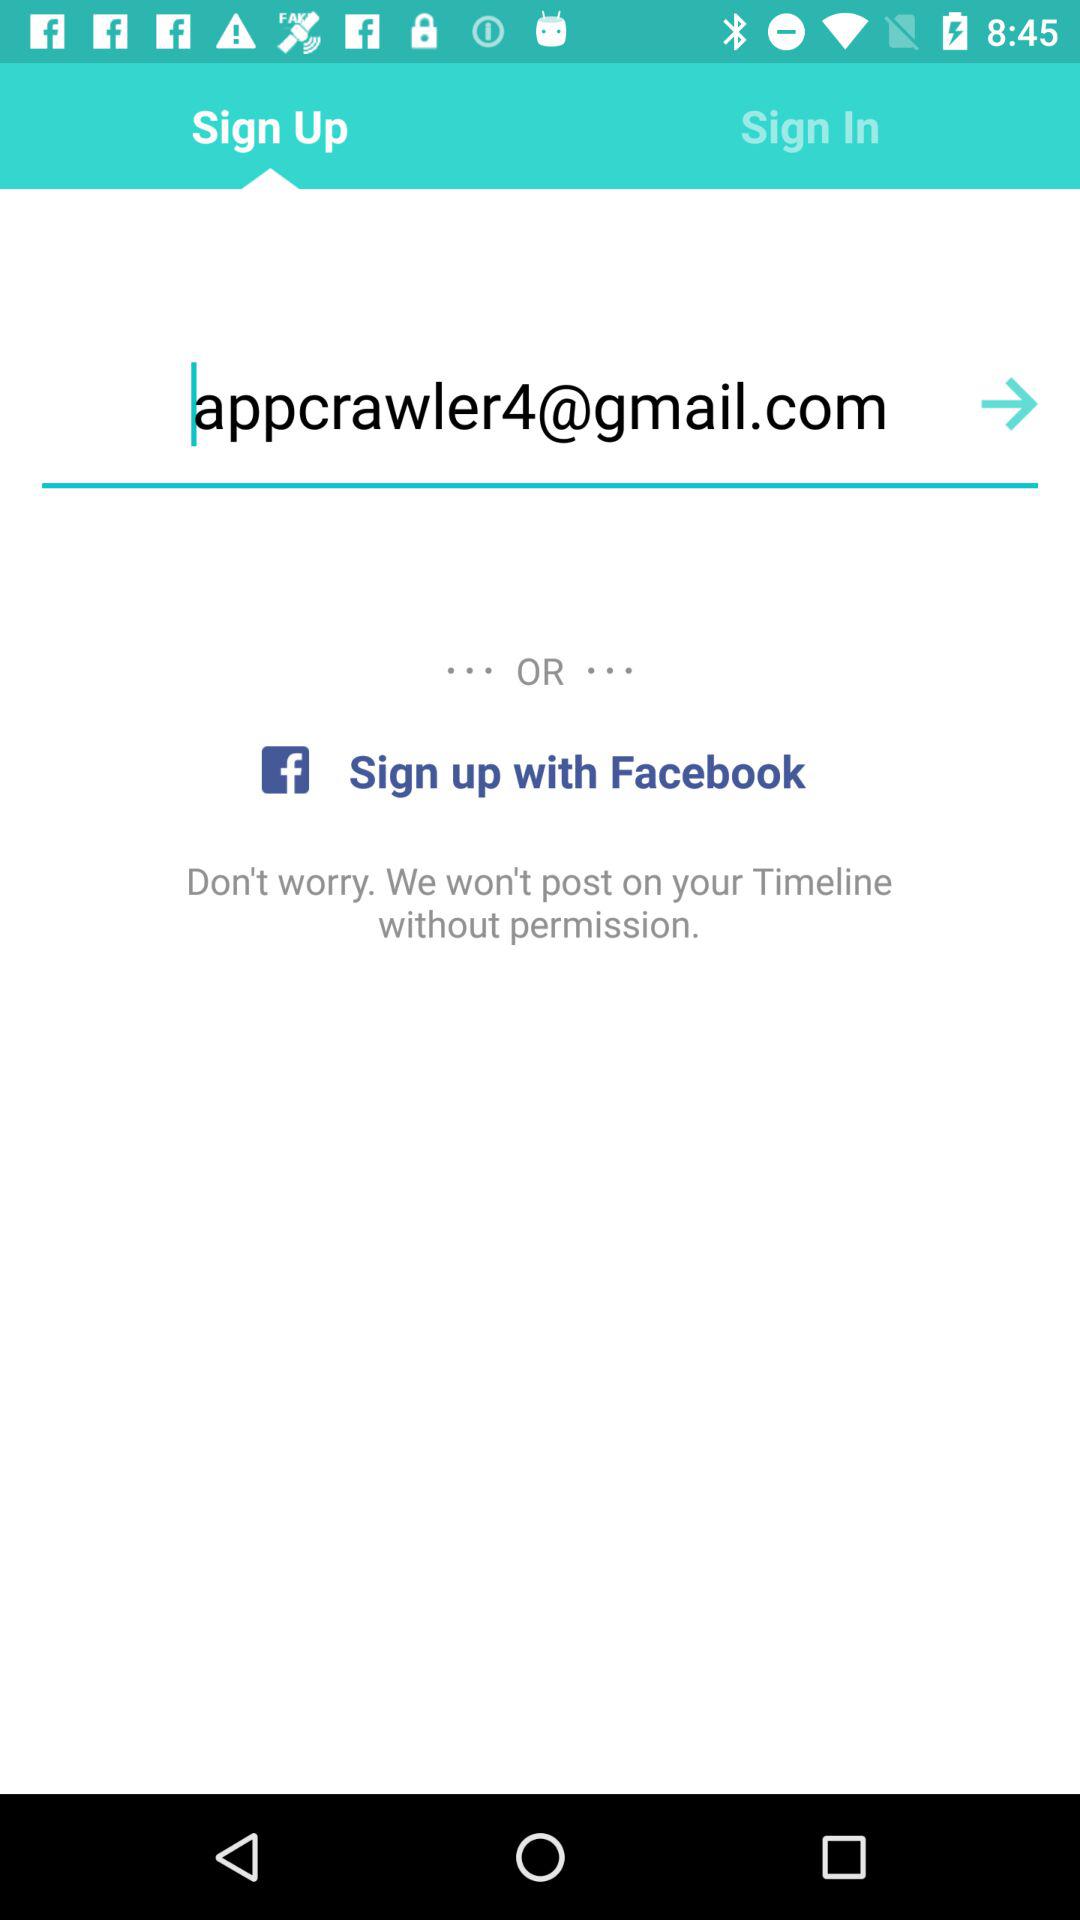 FAKE
8:45
Sign Up
Sign In
appcrawler4@gmail.com
... OR ...
Sign up with Facebook
Don't worry. We won't post on your Timeline
without permission.